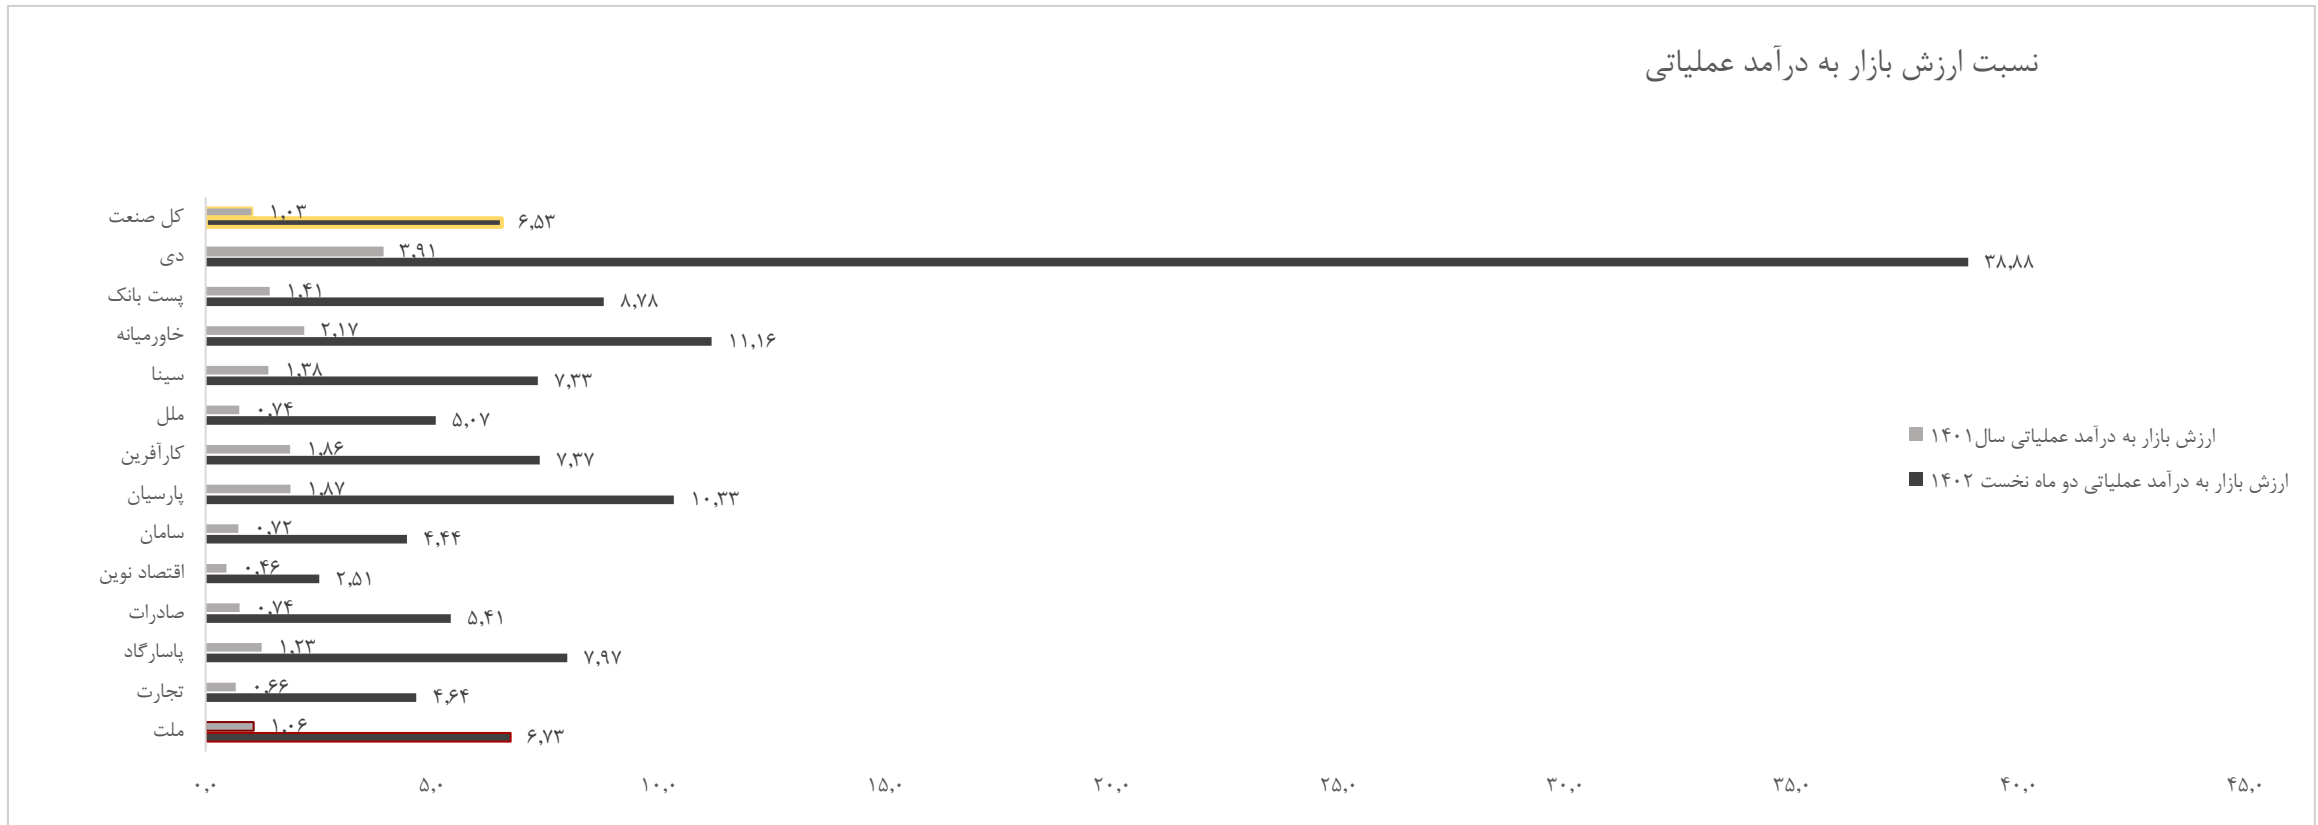 نسبت ارزش بازار به درآمد عملیاتی
کل صنعت
۱,۰۳
۶,۵۳
دی
۳,۹۱
۳۸,۸۸
پست بانک
۱,۴۱
۸,۷۸
خاورمیانه
۲,۱۷
۱۱,۱۶
سینا
۱,۳۸
۷,۳۳
ملل
۰,۷۴
۵,۰۷
کارآفرین
۱,۸۶
۷,۳۷
پارسیان
۱,۸۷
۱۰,۳۳
سامان
۰,۷۲
۴,۴۴
اقتصاد نوین
۰,۴۶
۲,۵۱
صادرات
۰,۷۴
۵,۴۱
پاسارگاد
۱,۲۳
۷,۹۷
تجارت
۰,۶۶
۴,۶۴
ملت
۱,۰۶
۶,۷۳
ارزش بازار به درآمد عملیاتی سال۱۴۰۱
ارزش بازار به درآمد عملیاتی دو ماه نخست ۱۴۰۲
۰,۰ ۵,۰ ۱۰,۰ ۱۵,۰ ۲۰,۰ ۲۵,۰ ۳۰,۰ ۳۵,۰ ۴۰,۰ ۴۵,۰